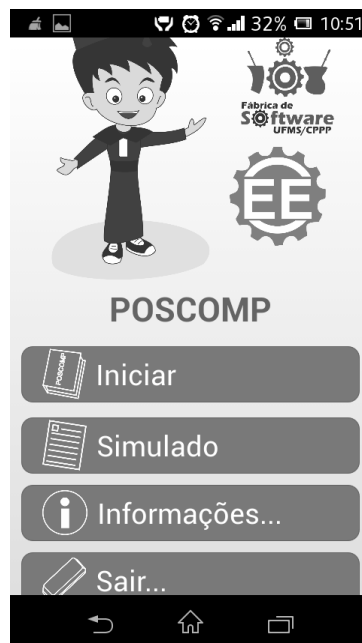 32% 10:51
Fábrica de
Software
UFMS/CPPP
EE
POSCOMP
POSCOMP
Iniciar
Simulado
Informações...
Sair...